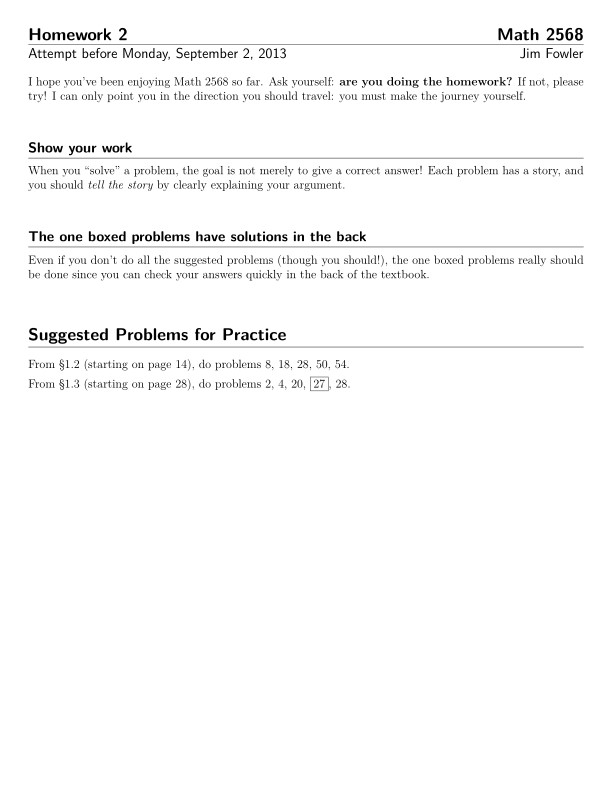 Homework 2 Math 2568
Attempt before Monday, September 2, 2013 Jim Fowler
I hope you've been enjoying Math 2568 so far. Ask yourself: are you doing the homework? If not, please
try! I can only point you in the direction you should travel: you must make the journey yourself.
Show your work
When you “solve” a problem, the goal is not merely to give a correct answer! Each problem has a story, and
you should tell the story by clearly explaining your argument.
The one boxed problems have solutions in the back
Even if you don't do all the suggested problems (though you should!), the one boxed problems really should
be done since you can check your answers quickly in the back of the textbook.
Suggested Problems for Practice
From §1.2 (starting on page 14), do problems 8, 18, 28, 50, 54.
From §1.3 (starting on page 28), do problems 2, 4, 20, 27, 28.